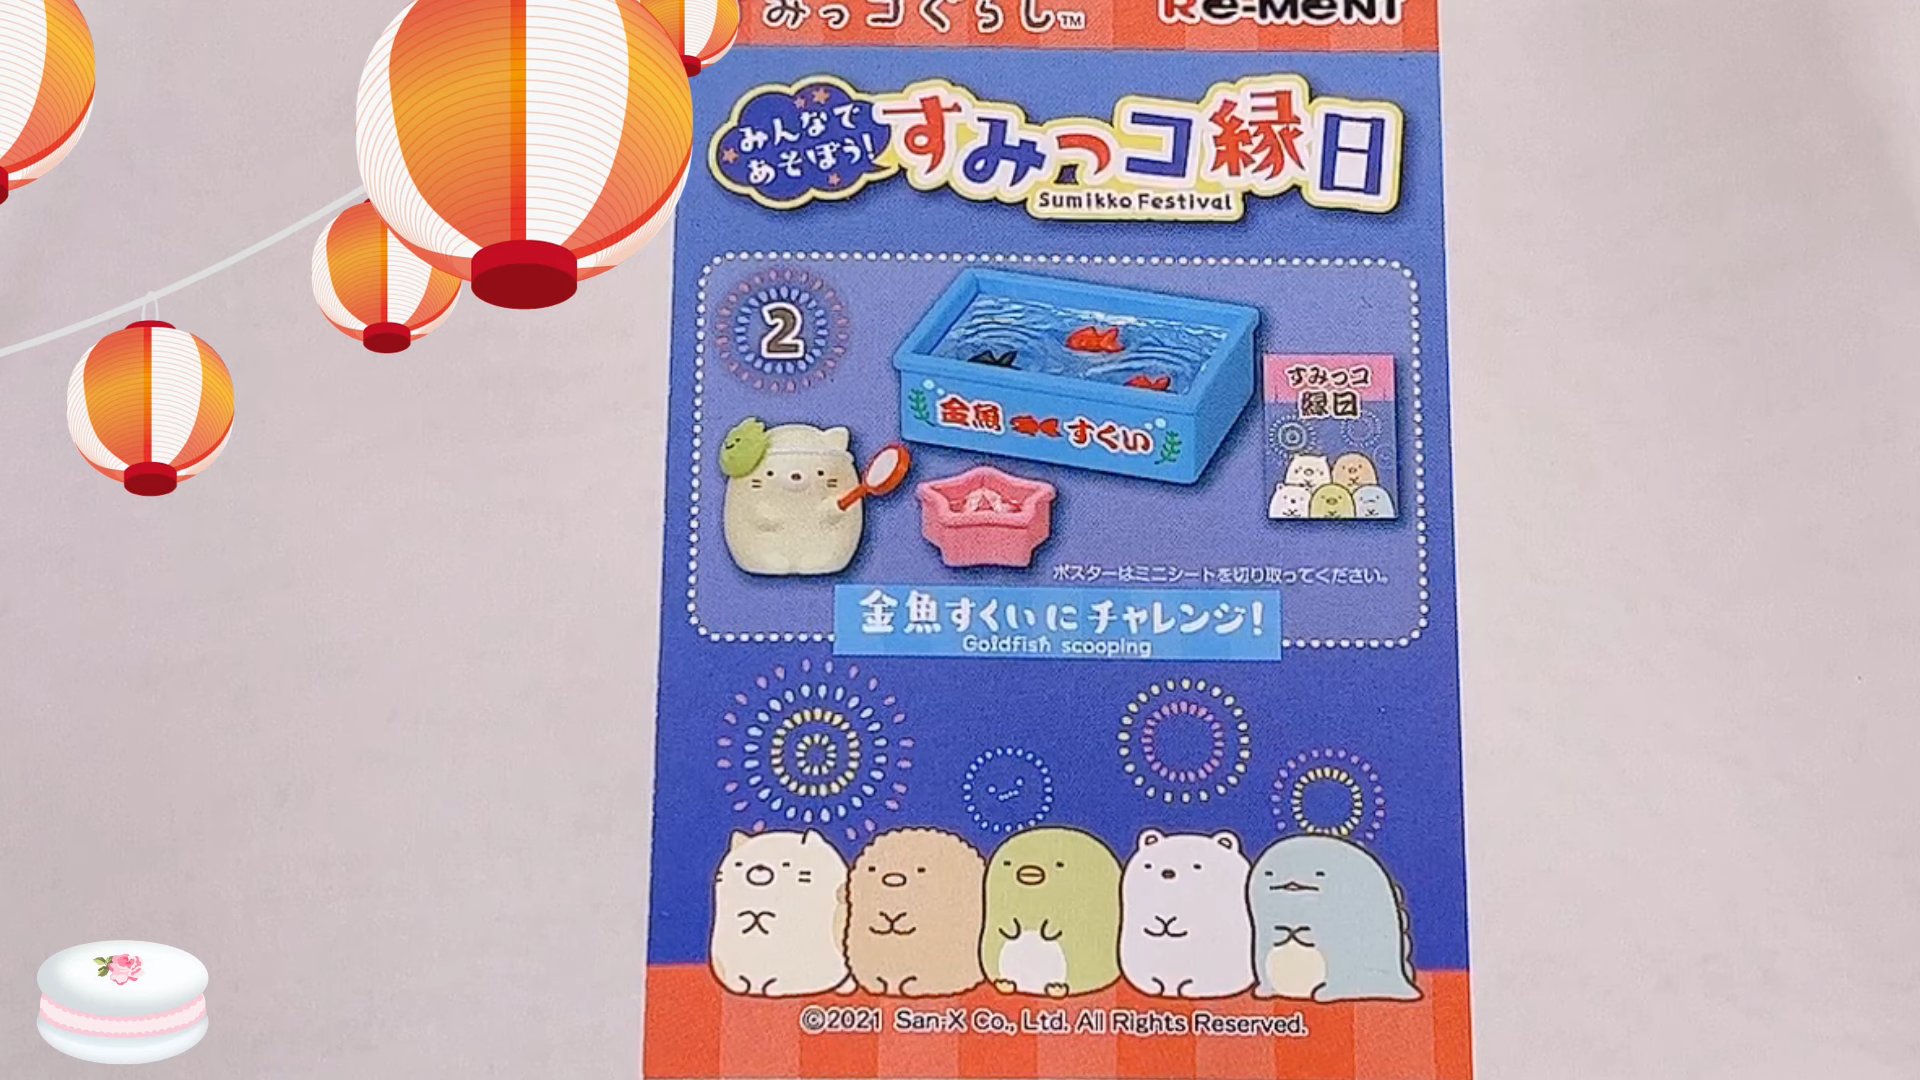 みっコぐらし™
Re-MeNT
みんなで
あそぼう!
すみっコ縁日
Sumikko Festival
2
金魚すくい
すみっコ
縁日
ポスターはミニシートを切り取ってください。
金魚すくいにチャレンジ!
Goldfish scooping
©2021 San-X Co., Ltd. All Rights Reserved.